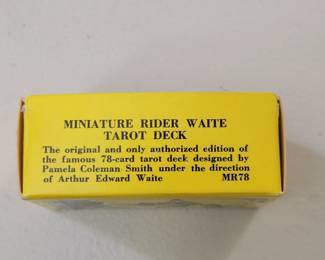 MINIATURE RIDER WAITE
TAROT DECK
The original and only authorized edition of
the famous 78-card tarot deck designed by
Pamela Coleman Smith under the direction
of Arthur Edward Waite MR78